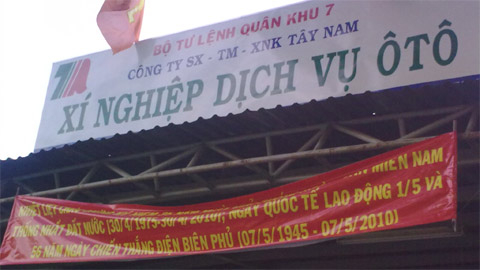 BỘ TƯ LỆNH QUÂN KHU 7
CÔNG TY SX - TM - XNK TÂY NAM
XÍ NGHIỆP DỊCH VỤ ÔTÔ
MIỀN NAM
THỐNG NHẤT ĐẤT NƯỚC (30/4/1975-30/4/2010), NGÀY QUỐC TẾ LAO ĐỘNG 1/5 VÀ
56 NĂM NGÀY CHIẾN THẮNG ĐIỆN BIÊN PHỦ (07/5/1945 - 07/5/2010)